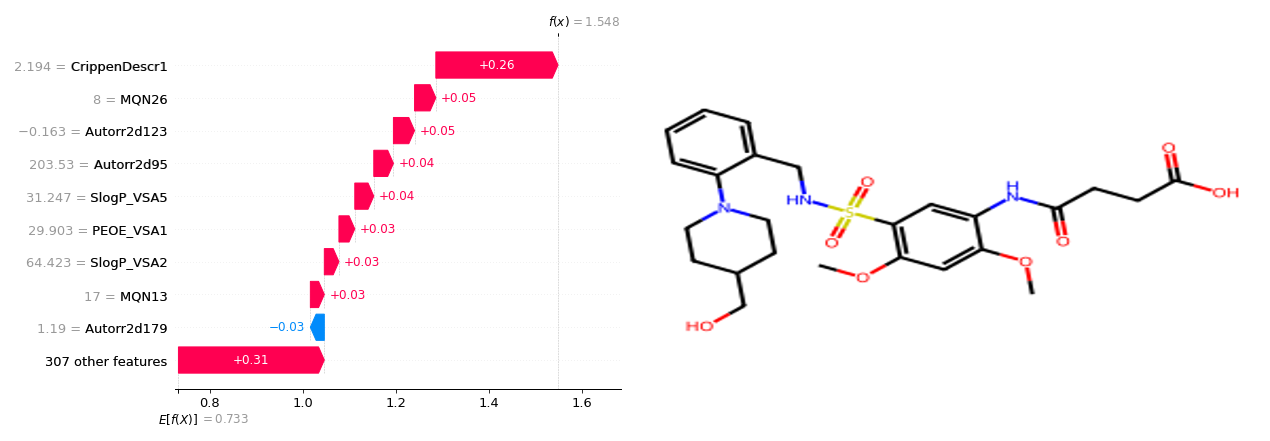 f(x) = 1.548
2.194 = CrippenDescr1
+0.26
8 = MQN26
+0.05
−0.163 = Autorr2d123
+0.05
203.53 = Autorr2d95
+0.04
31.247 = SlogP_VSA5
+0.04
29.903 = PEOE_VSA1
+0.03
64.423 = SlogP_VSA2
+0.03
17 = MQN13
+0.03
1.19 = Autorr2d179
−0.03
307 other features
+0.31
0.8 1.0 1.2 1.4 1.6
E[f(X)] = 0.733
O
H
N
OH
O
HN
S
N
O
O
O
O
HO